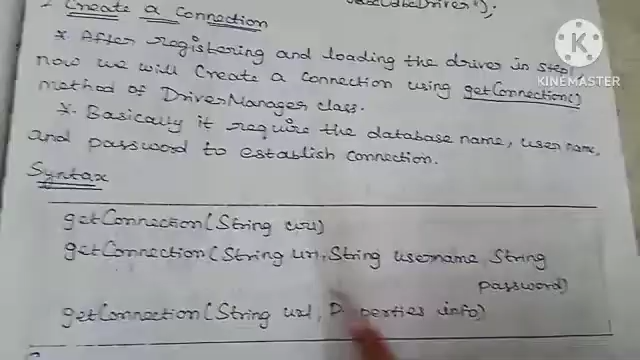 Create a Connection
* After registering and loading the driver in step
now we will create a connection using getConnection()
method of DriverManager class.
* Basically it require the database name, user name,
and password to establish connection.
Syntax
getConnection(String url)
getConnection(String url, String username String
password)
getConnection(String url, info)
KINEMASTER